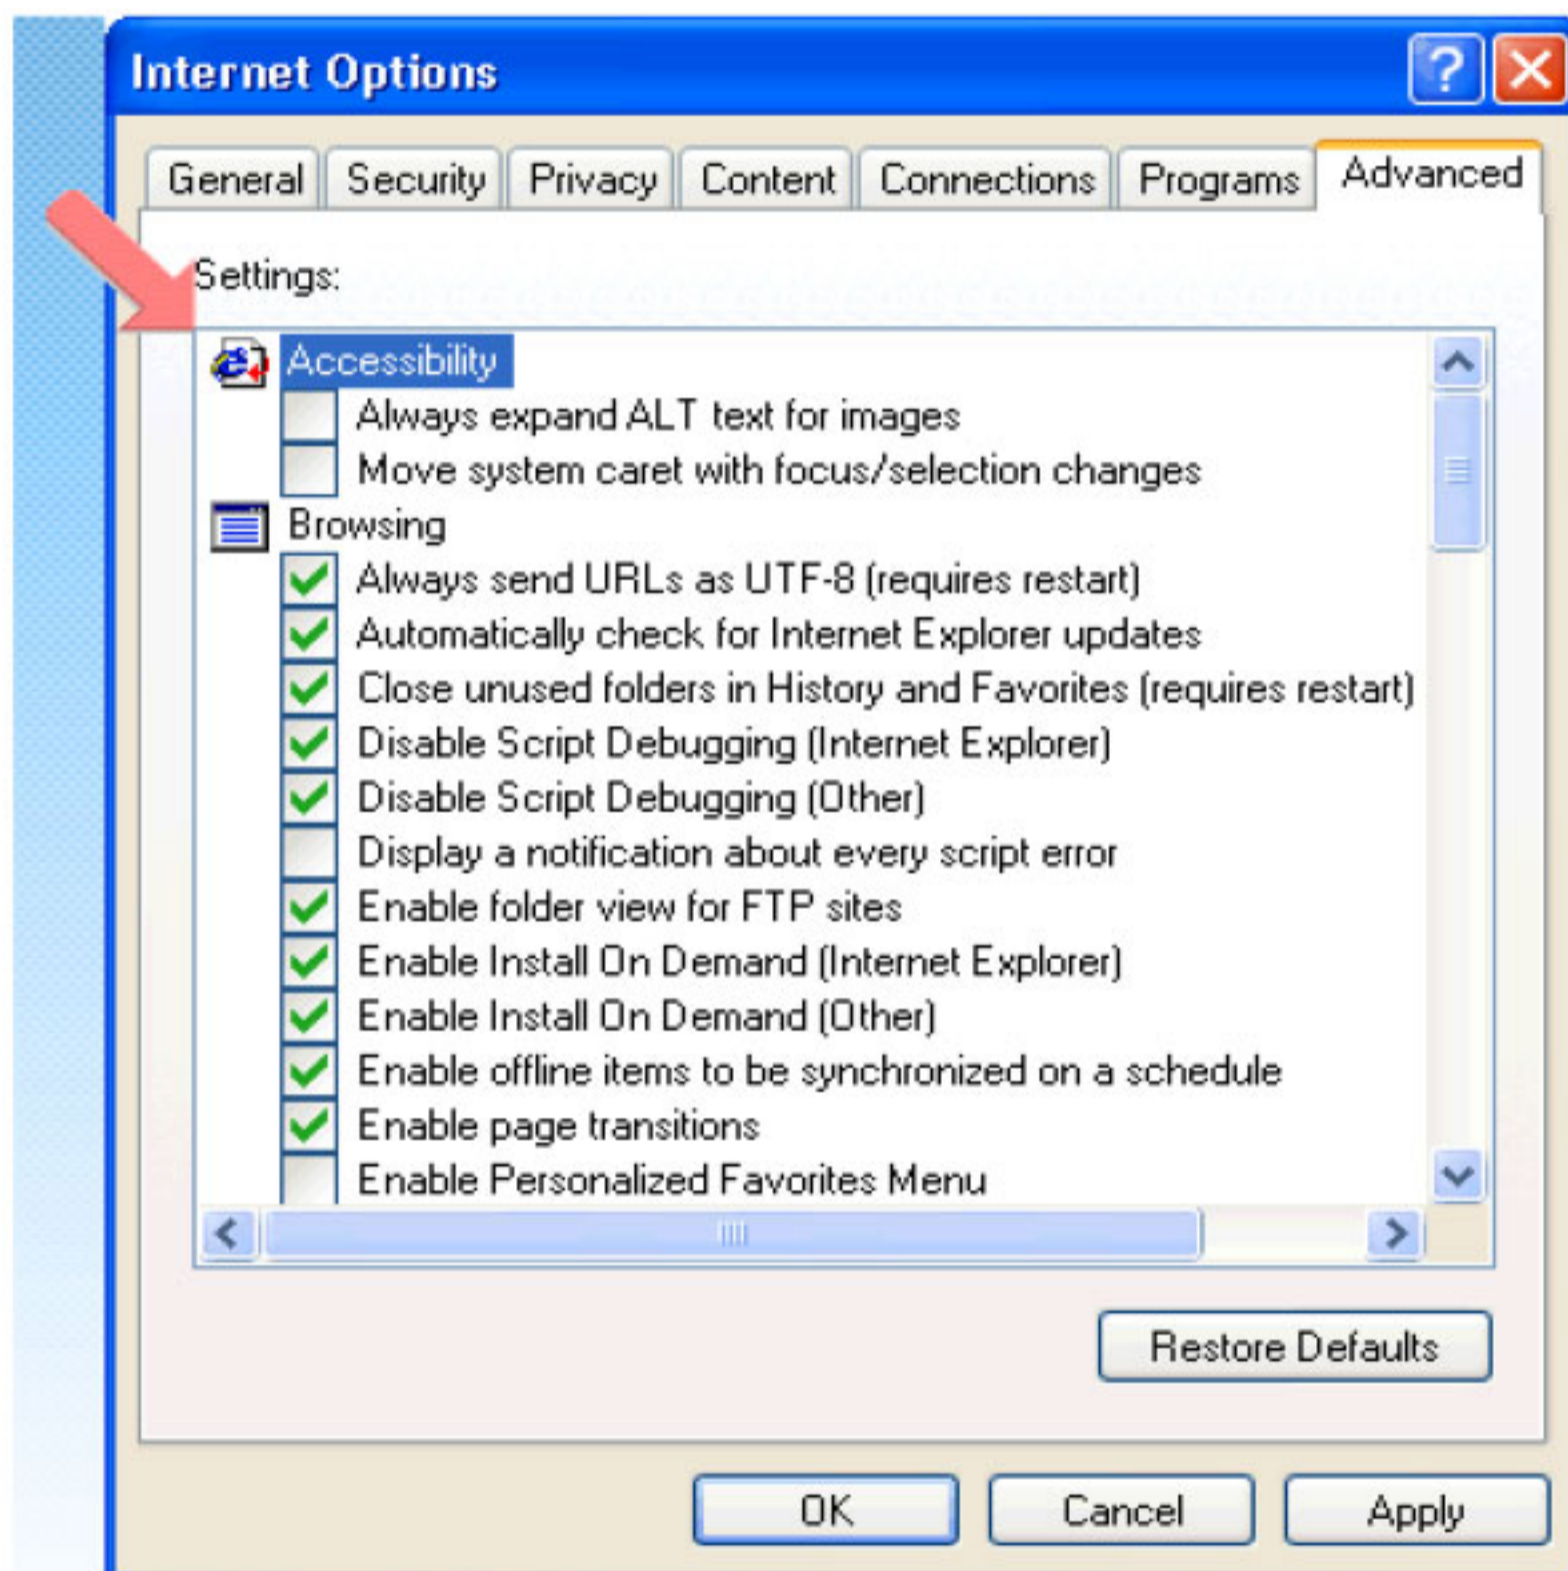 Internet Options
General Security Privacy Content Connections Programs Advanced
Settings:
Accessibility
Always expand ALT text for images
Move system caret with focus/selection changes
Browsing
Always send URLs as UTF-8 (requires restart)
Automatically check for Internet Explorer updates
Close unused folders in History and Favorites (requires restart)
Disable Script Debugging (Internet Explorer)
Disable Script Debugging (Other)
Display a notification about every script error
Enable folder view for FTP sites
Enable Install On Demand (Internet Explorer)
Enable Install On Demand (Other)
Enable offline items to be synchronized on a schedule
Enable page transitions
Enable Personalized Favorites Menu
Restore Defaults
OK Cancel Apply